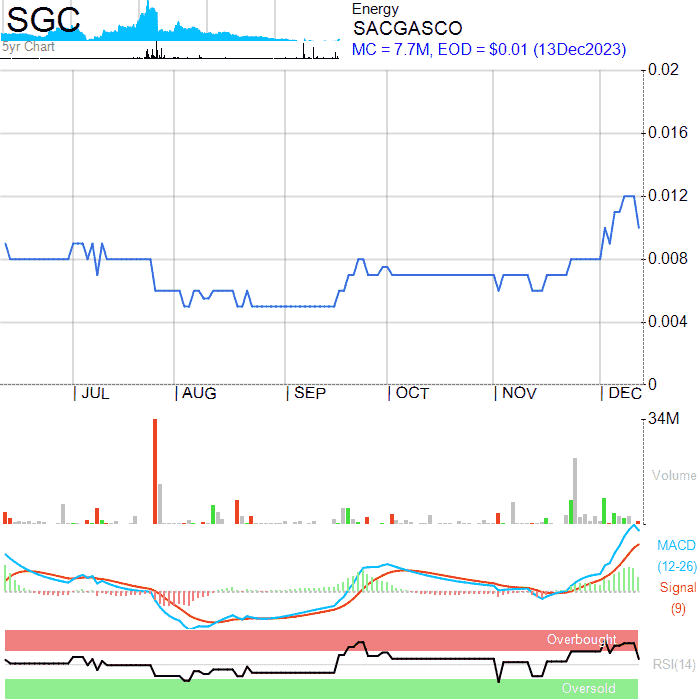 SGC
5yr Chart
Energy
SACGASCO
MC = 7.7M, EOD = $0.01 (13Dec2023)
0.02
0.016
0.012
0.008
0.004
0
JUL
AUG
SEP
OCT
NOV
DEC
34M
Volume
MACD
(12-26)
Signal
(9)
Overbought
RSI(14)
Oversold